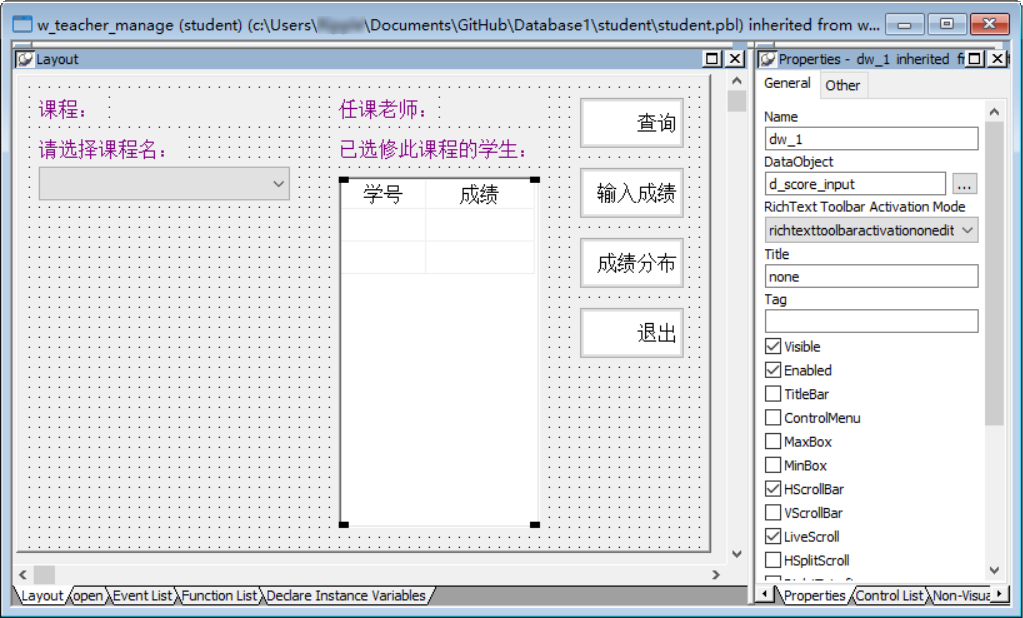 w_teacher_manage (student) (c:\Users\ \Documents\GitHub\Database1\student\student.pbl) inherited from w...
Layout
课程：
任课老师：
查询
请选择课程名：
已选修此课程的学生：
学号
成绩
输入成绩
成绩分布
退出
Layout
open
Event List
Function List
Declare Instance Variables
Properties - dw_1 inherited
General
Other
Name
dw_1
DataObject
d_score_input
...
RichText Toolbar Activation Mode
richtexttoolbaractivationonedit
Title
none
Tag
Visible
Enabled
TitleBar
ControlMenu
MaxBox
MinBox
HScrollBar
VScrollBar
LiveScroll
HSplitScroll
Properties
Control List
Non-Visua